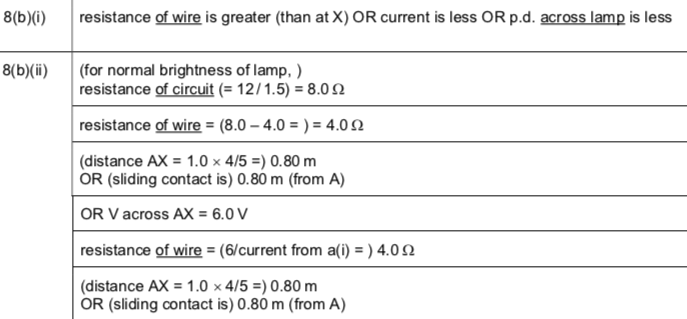 8(b)(i) resistance of wire is greater (than at X) OR current is less OR p.d. across lamp is less
8(b)(ii) (for normal brightness of lamp, )
resistance of circuit (= 12/1.5) = 8.0 Ω
resistance of wire = (8.0 – 4.0 = ) = 4.0 Ω
(distance AX = 1.0 × 4/5 =) 0.80 m
OR (sliding contact is) 0.80 m (from A)
OR V across AX = 6.0 V
resistance of wire = (6/current from a(i) = ) 4.0 Ω
(distance AX = 1.0 × 4/5 =) 0.80 m
OR (sliding contact is) 0.80 m (from A)